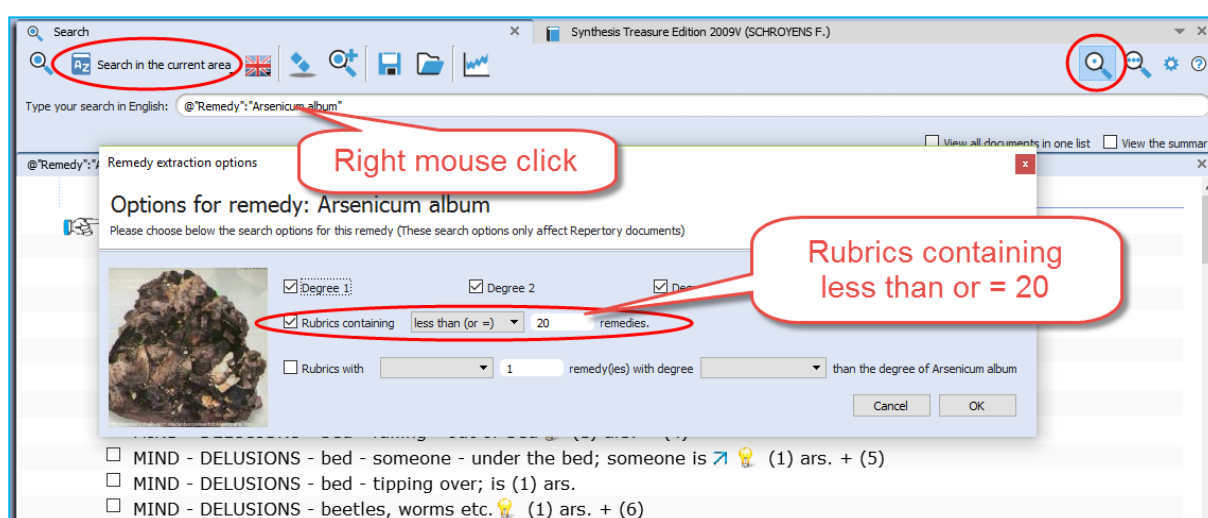 Search
Synthesis Treasure Edition 2009V (SCHROYENS F.)
AZ Search in the current area
Type your search in English: @"Remedy":"Arsenicum album"
Right mouse click
View all documents in one list View the summar
@"Remedy":"A
Remedy extraction options
Options for remedy: Arsenicum album
Please choose below the search options for this remedy (These search options only affect Repertory documents)
Rubrics containing
less than or = 20
Degree 1 Degree 2
Rubrics containing less than (or =) 20 remedies.
Rubrics with 1 remedy(ies) with degree than the degree of Arsenicum album
Cancel OK
MIND - DELUSIONS - bed - someone - under the bed; someone is (1) ars. + (5)
MIND - DELUSIONS - bed - tipping over; is (1) ars.
MIND - DELUSIONS - beetles, worms etc. (1) ars. + (6)